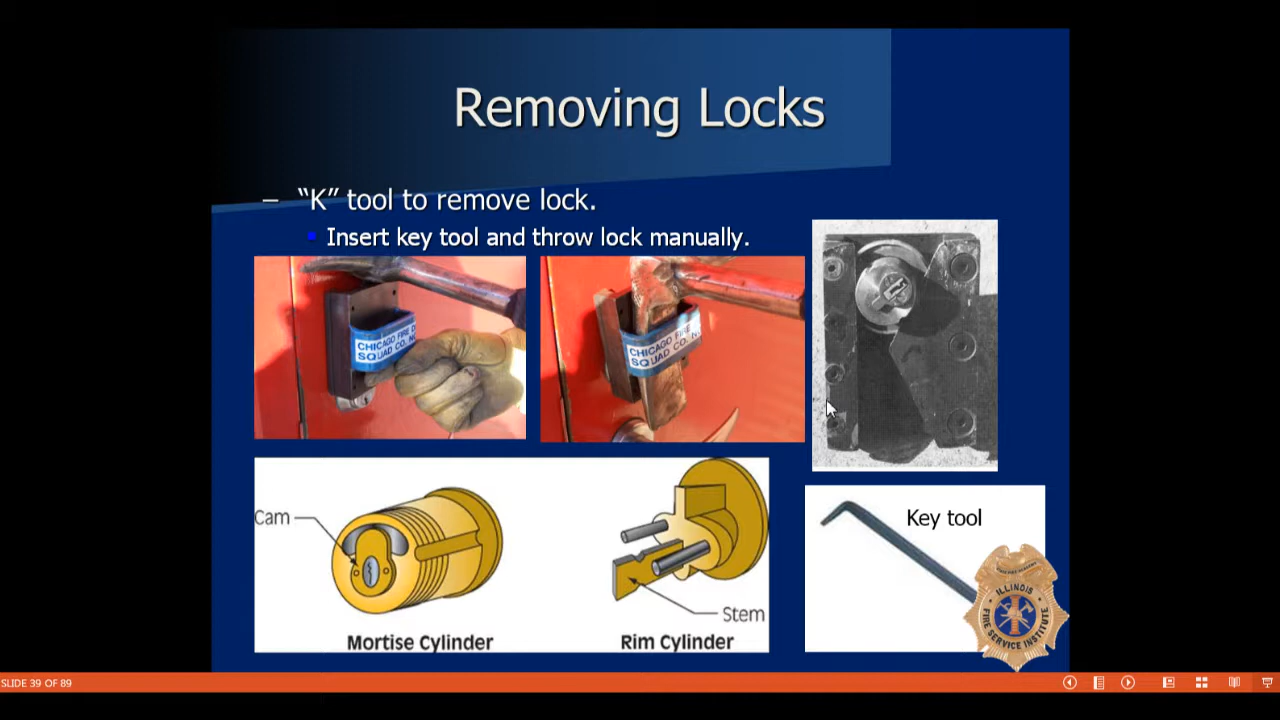 Removing Locks
– “K” tool to remove lock.
Insert key tool and throw lock manually.
CHICAGO FIRE D
SQUAD CO. N
CHICAGO FIRE
SQUAD CO. N
Cam
Stem
Mortise Cylinder
Rim Cylinder
Key tool
ILLINOIS
FIRE SERVICE INSTITUTE
SLIDE 39 OF 89